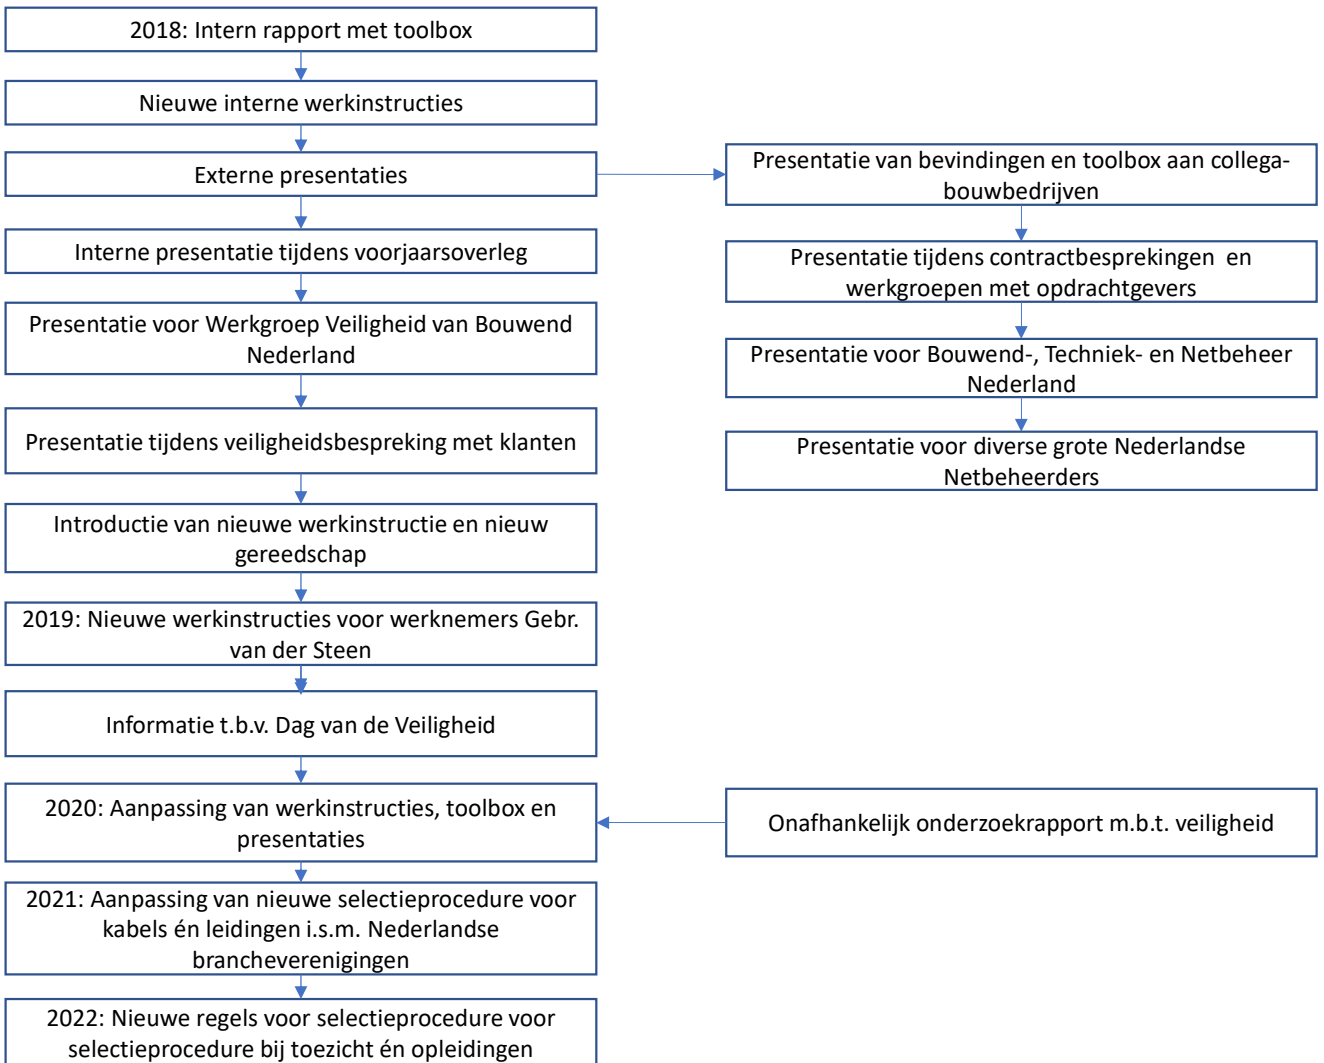 2018: Intern rapport met toolbox
Nieuwe interne werkinstructies
Externe presentaties
Interne presentatie tijdens voorjaarsoverleg
Presentatie voor Werkgroep Veiligheid van Bouwend
Nederland
Presentatie tijdens veiligheidsbespreking met klanten
Introductie van nieuwe werkinstructie en nieuw
gereedschap
2019: Nieuwe werkinstructies voor werknemers Gebr.
van der Steen
Informatie t.b.v. Dag van de Veiligheid
2020: Aanpassing van werkinstructies, toolbox en
presentaties
2021: Aanpassing van nieuwe selectieprocedure voor
kabels én leidingen i.s.m. Nederlandse
brancheverenigingen
2022: Nieuwe regels voor selectieprocedure voor
selectieprocedure bij toezicht én opleidingen
Presentatie van bevindingen en toolbox aan collega-
bouwbedrijven
Presentatie tijdens contractbesprekingen  en
werkgroepen met opdrachtgevers
Presentatie voor Bouwend-, Techniek- en Netbeheer
Nederland
Presentatie voor diverse grote Nederlandse
Netbeheerders
Onafhankelijk onderzoekrapport m.b.t. veiligheid